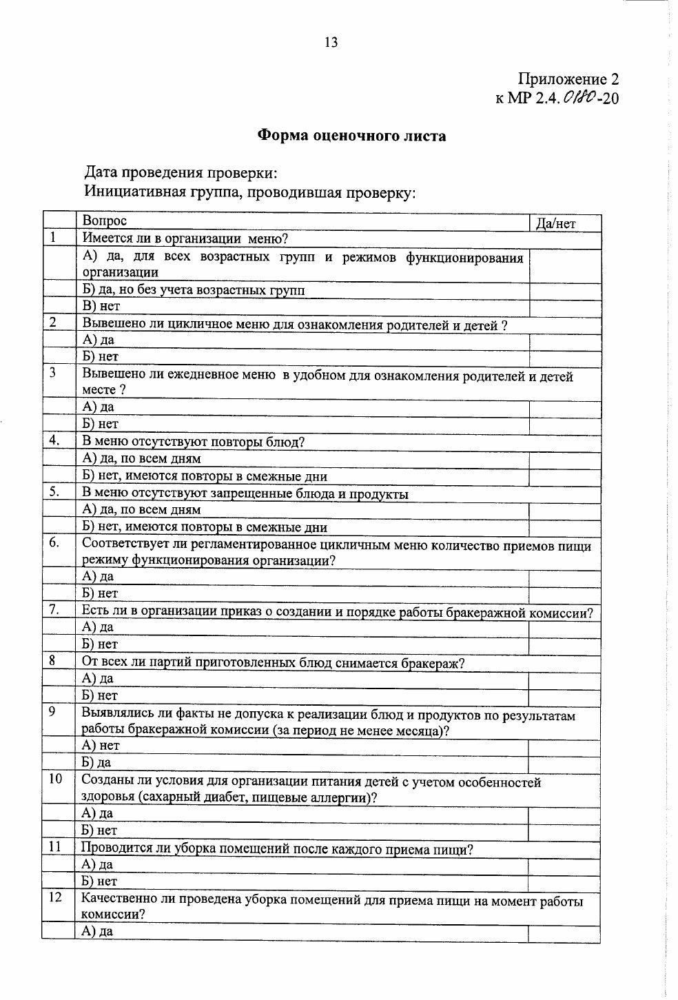 13
Приложение 2
к МР 2.4. 0180-20
Форма оценочного листа
Дата проведения проверки:
Инициативная группа, проводившая проверку:
Вопрос Да/нет
1 Имеется ли в организации меню?
А) да, для всех возрастных групп и режимов функционирования
организации
Б) да, но без учета возрастных групп
В) нет
2 Вывешено ли цикличное меню для ознакомления родителей и детей ?
А) да
Б) нет
3 Вывешено ли ежедневное меню в удобном для ознакомления родителей и детей
месте ?
А) да
Б) нет
4. В меню отсутствуют повторы блюд?
А) да, по всем дням
Б) нет, имеются повторы в смежные дни
5. В меню отсутствуют запрещенные блюда и продукты
А) да, по всем дням
Б) нет, имеются повторы в смежные дни
6. Соответствует ли регламентированное цикличным меню количество приемов пищи
режиму функционирования организации?
А) да
Б) нет
7. Есть ли в организации приказ о создании и порядке работы бракеражной комиссии?
А) да
Б) нет
8 От всех ли партий приготовленных блюд снимается бракераж?
А) да
Б) нет
9 Выявлялись ли факты не допуска к реализации блюд и продуктов по результатам
работы бракеражной комиссии (за период не менее месяца)?
А) нет
Б) да
10 Созданы ли условия для организации питания детей с учетом особенностей
здоровья (сахарный диабет, пищевые аллергии)?
А) да
Б) нет
11 Проводится ли уборка помещений после каждого приема пищи?
А) да
Б) нет
12 Качественно ли проведена уборка помещений для приема пищи на момент работы
комиссии?
А) да